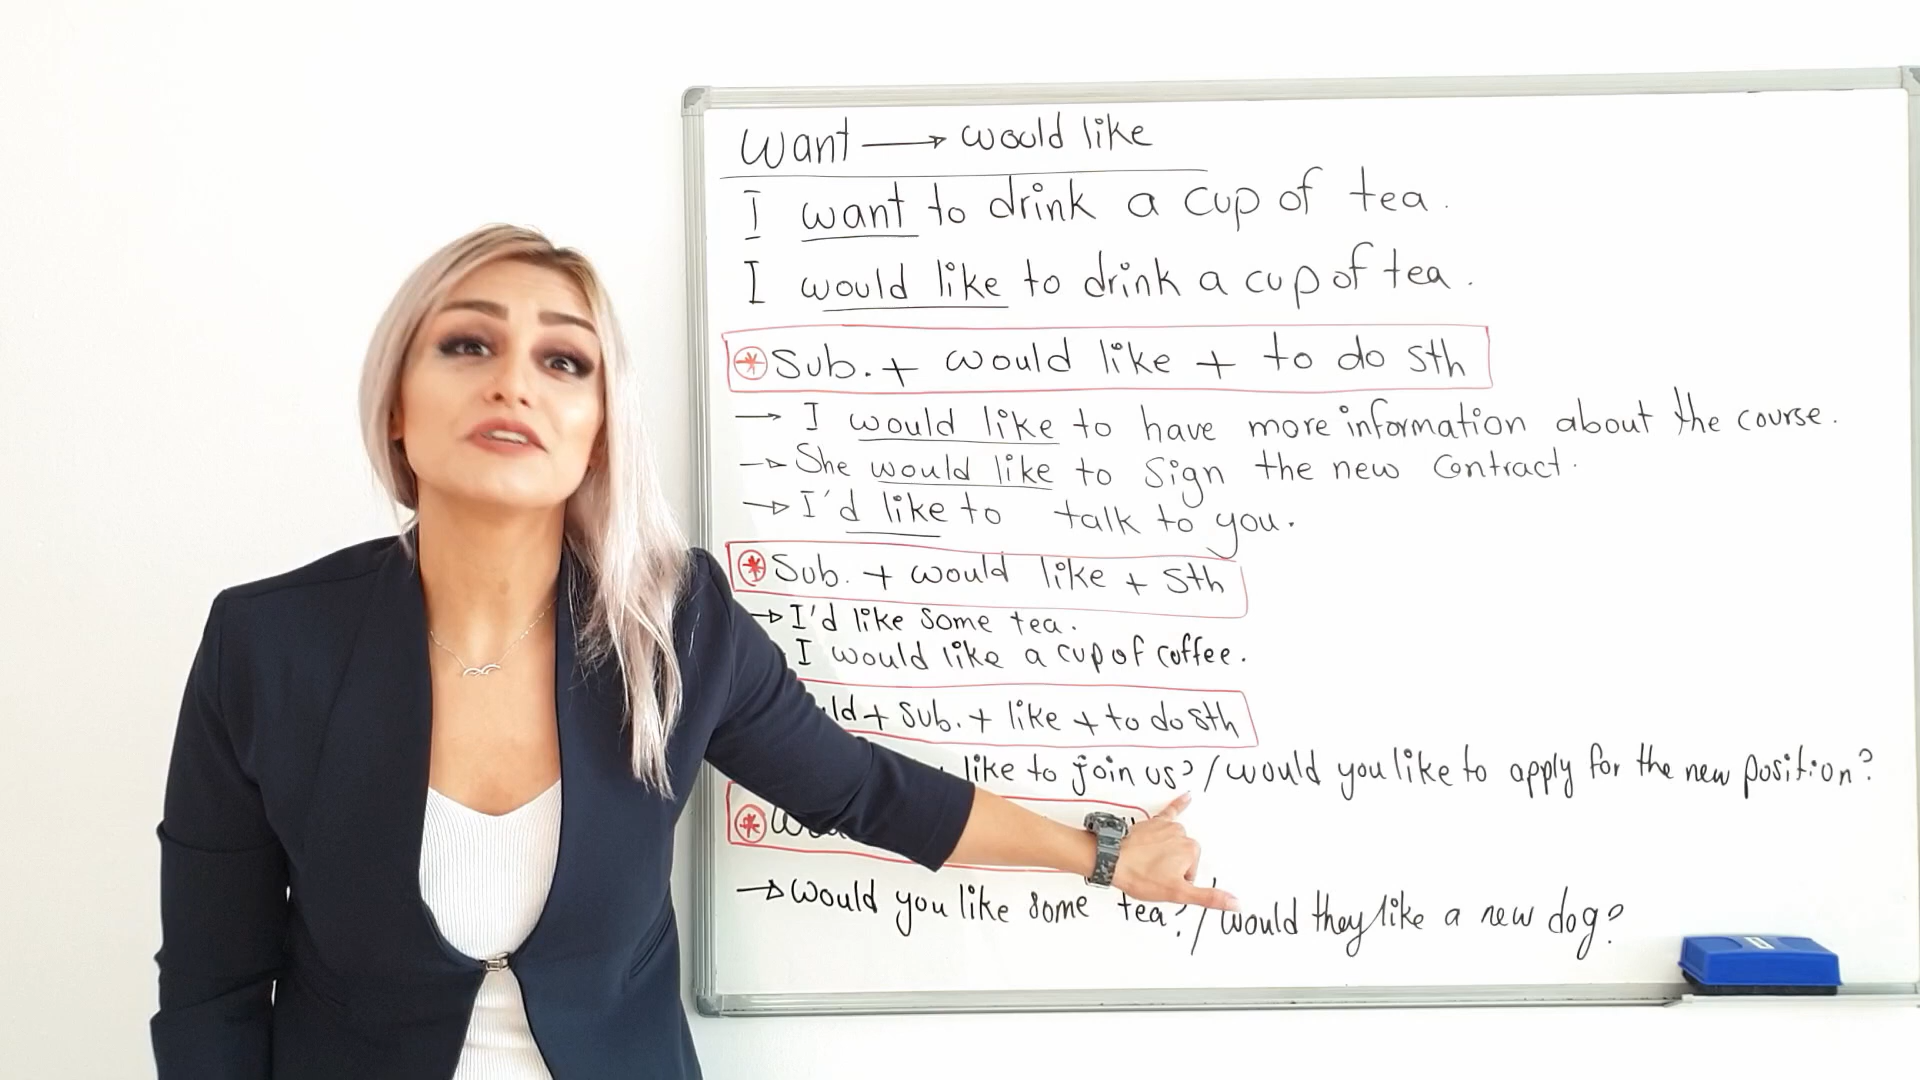 want → would like
I want to drink a cup of tea.
I would like to drink a cup of tea.
* Sub. + would like + to do sth
→ I would like to have more information about the course.
→ She would like to sign the new contract.
→ I'd like to talk to you.
* Sub. + would like + sth
→ I'd like some tea.
I would like a cup of coffee.
+ sub. + like + to do sth
like to join us? / would you like to apply for the new position?
*
→ would you like some tea? / would they like a new dog?